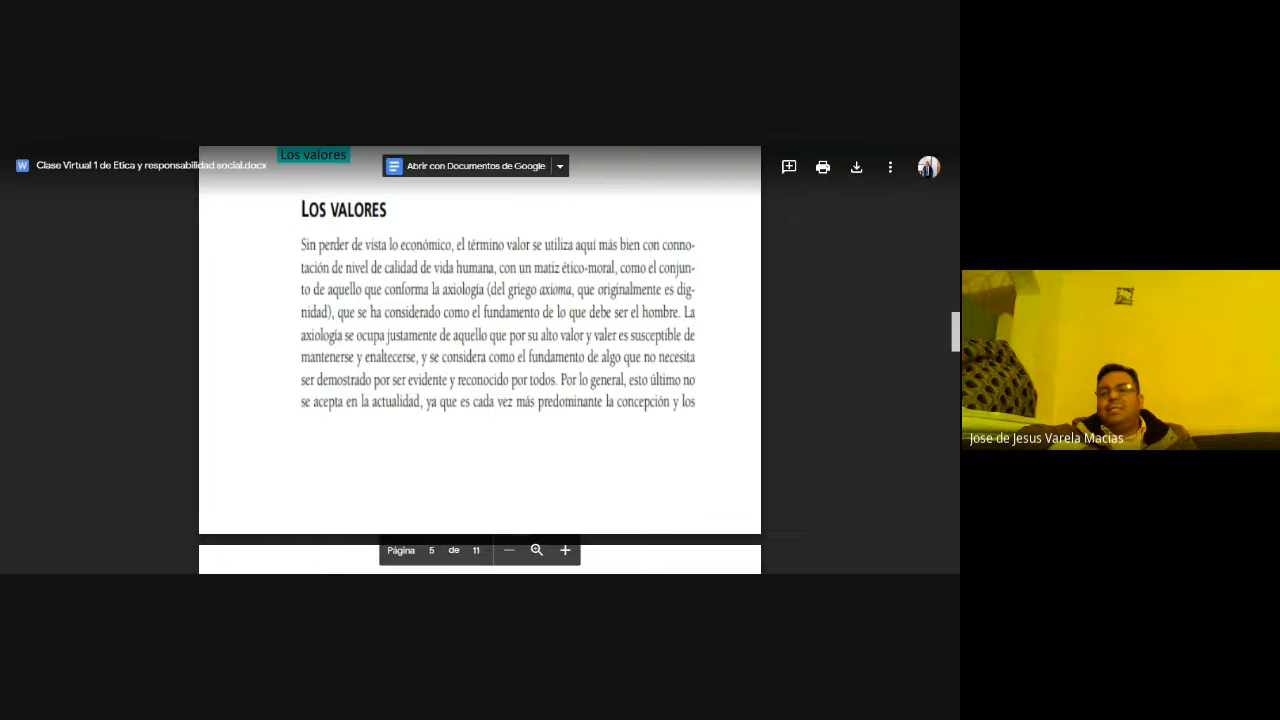 Los valores
Clase Virtual 1 de Etica y responsabilidad social.docx
Abrir con Documentos de Google
LOS VALORES
Sin perder de vista lo económico, el término valor se utiliza aquí más bien con conno-
tación de nivel de calidad de vida humana, con un matiz ético-moral, como el conjun-
to de aquello que conforma la axiología (del griego axioma, que originalmente es dig-
nidad), que se ha considerado como el fundamento de lo que debe ser el hombre. La
axiología se ocupa justamente de aquello que por su alto valor y valer es susceptible de
mantenerse y enaltecerse, y se considera como el fundamento de algo que no necesita
ser demostrado por ser evidente y reconocido por todos. Por lo general, esto último no
se acepta en la actualidad, ya que es cada vez más predominante la concepción y los
Jose de Jesus Varela Macias
Página 5 de 11